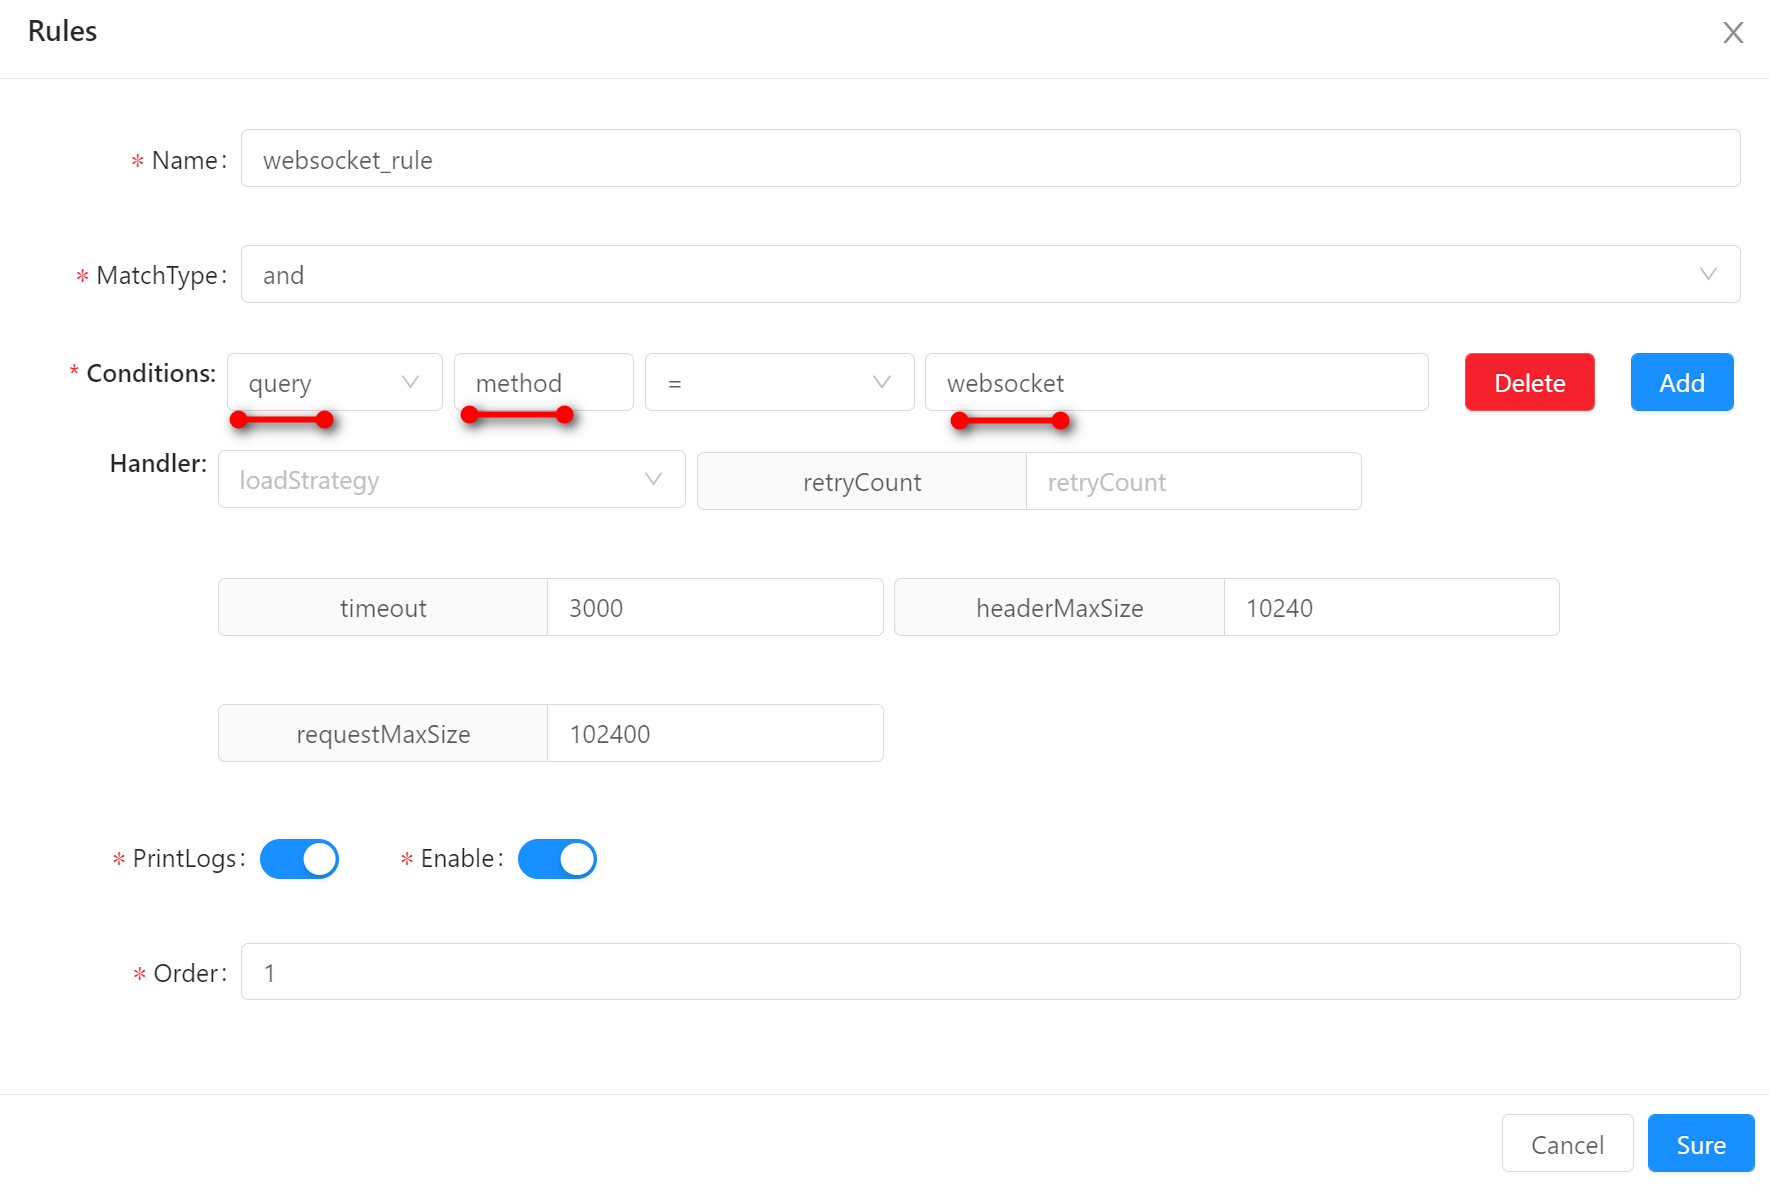 Rules
* Name: websocket_rule
* MatchType: and
* Conditions: query method = websocket Delete Add
Handler: loadStrategy retryCount retryCount
timeout 3000 headerMaxSize 10240
requestMaxSize 102400
* PrintLogs: * Enable:
* Order: 1
Cancel Sure